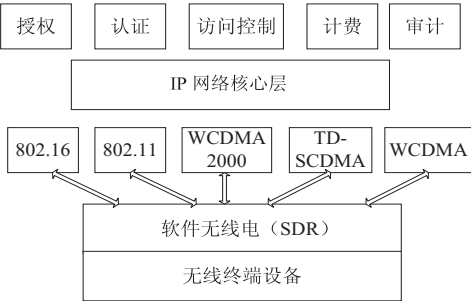 授权 认证 访问控制 计费 审计
IP 网络核心层
802.16 802.11 WCDMA 2000 TD-SCDMA WCDMA
软件无线电（SDR）
无线终端设备